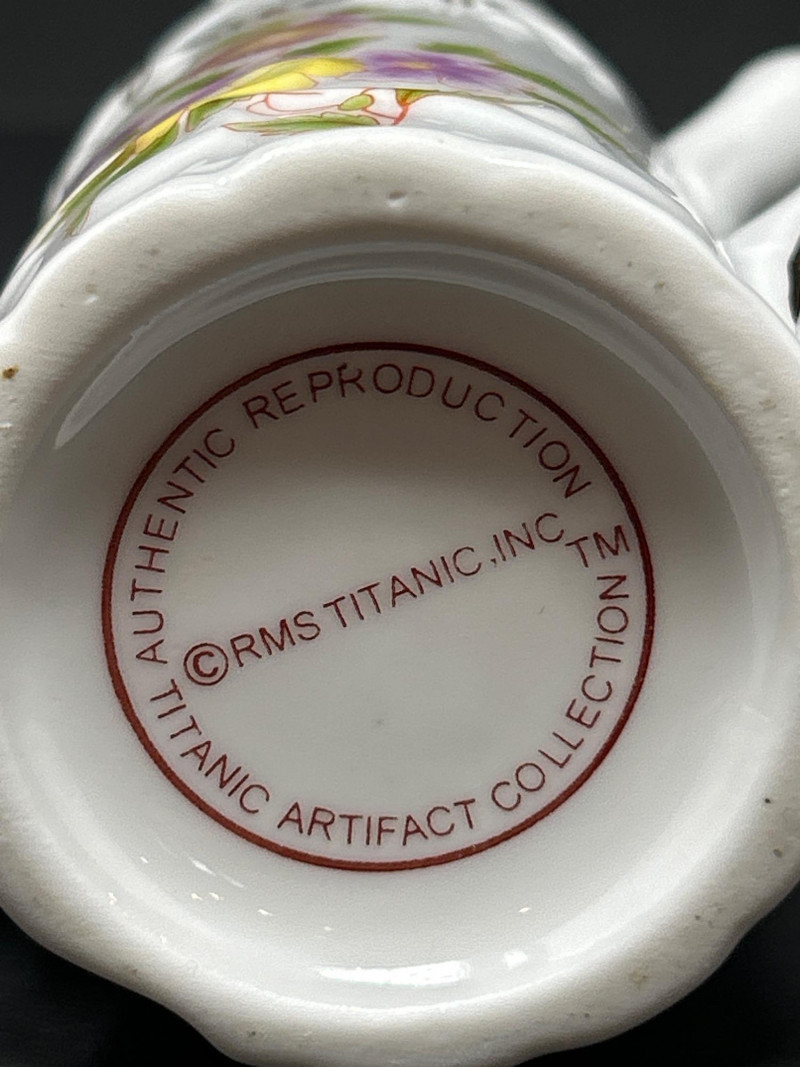 AUTHENTIC REPRODUCTION
©RMS TITANIC,INC
TM
TITANIC ARTIFACT COLLECTION